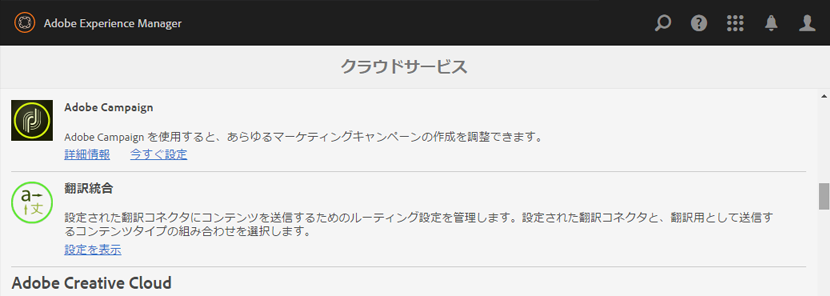 Adobe Experience Manager
クラウドサービス
Adobe Campaign
Adobe Campaign を使用すると、あらゆるマーケティングキャンペーンの作成を調整できます。
詳細情報 今すぐ設定
翻訳統合
a
丈
設定された翻訳コネクタにコンテンツを送信するためのルーティング設定を管理します。設定された翻訳コネクタと、翻訳用として送信す
るコンテンツタイプの組み合わせを選択します。
設定を表示
Adobe Creative Cloud